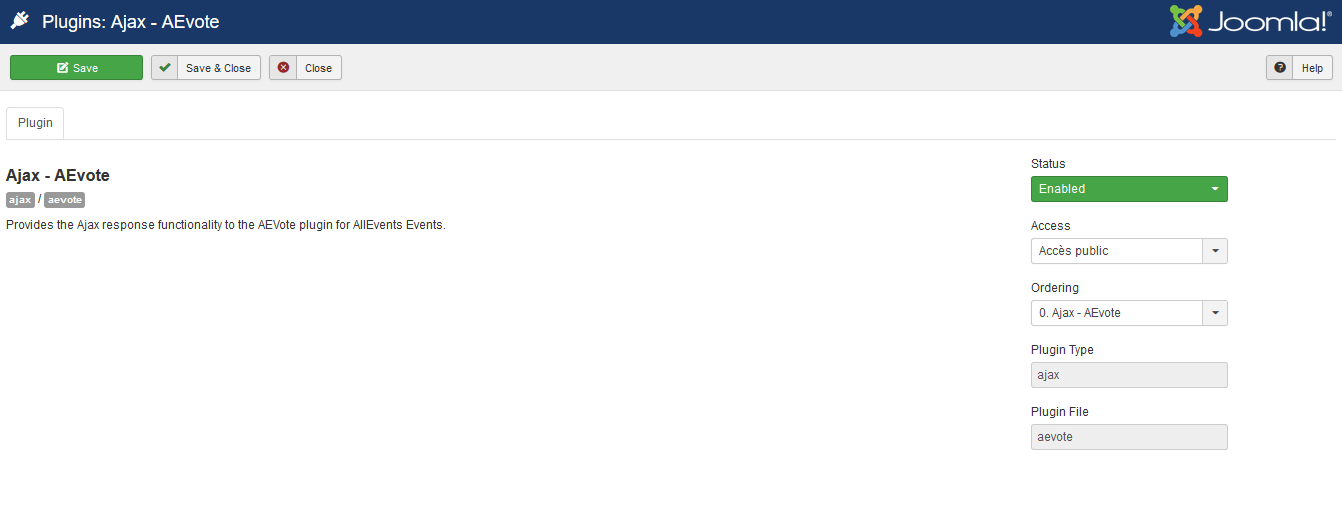 Plugins: Ajax - AEvote
Joomla!®
Save
Save & Close
Close
Help
Plugin
Ajax - AEvote
ajax / aevote
Provides the Ajax response functionality to the AEVote plugin for AllEvents Events.
Status
Enabled
Access
Accès public
Ordering
0. Ajax - AEvote
Plugin Type
ajax
Plugin File
aevote